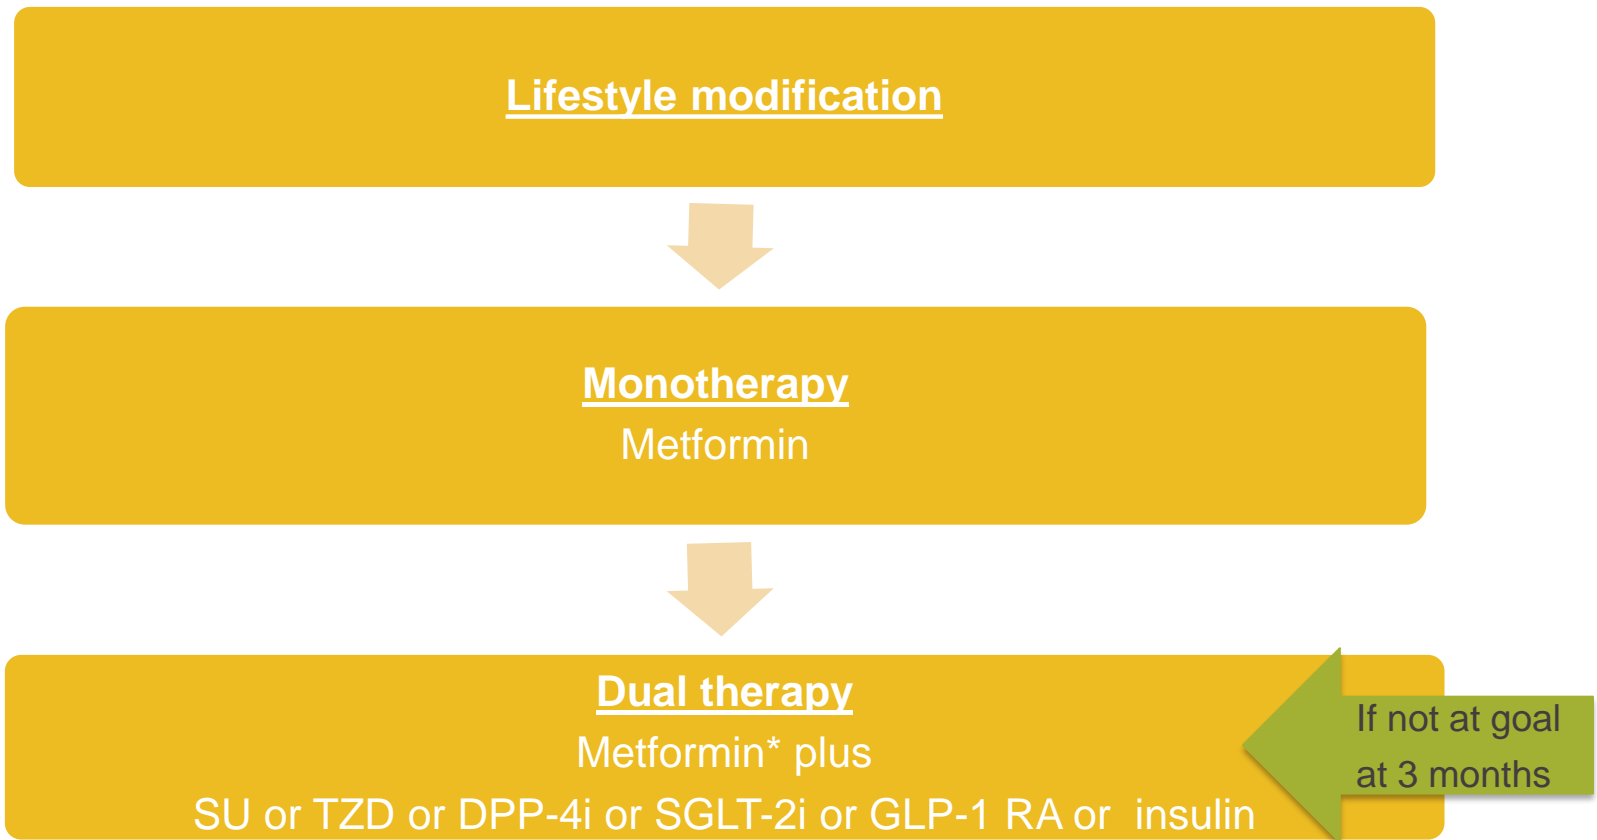 Lifestyle modification
Monotherapy
Metformin
Dual therapy
Metformin* plus
SU or TZD or DPP-4i or SGLT-2i or GLP-1 RA or  insulin
If not at goal
at 3 months